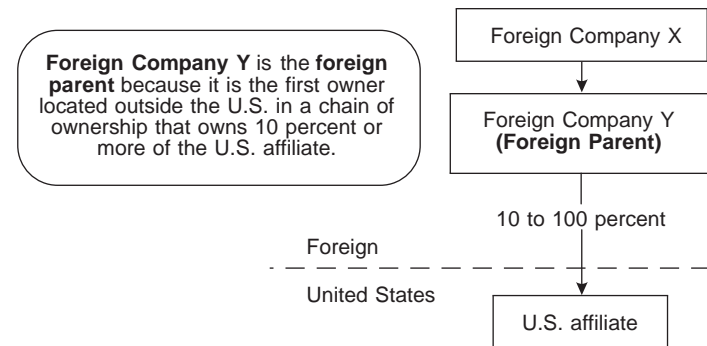 Foreign Company X
Foreign Company Y is the foreign
parent because it is the first owner
located outside the U.S. in a chain of
ownership that owns 10 percent or
more of the U.S. affiliate.
Foreign Company Y
(Foreign Parent)
10 to 100 percent
Foreign
United States
U.S. affiliate